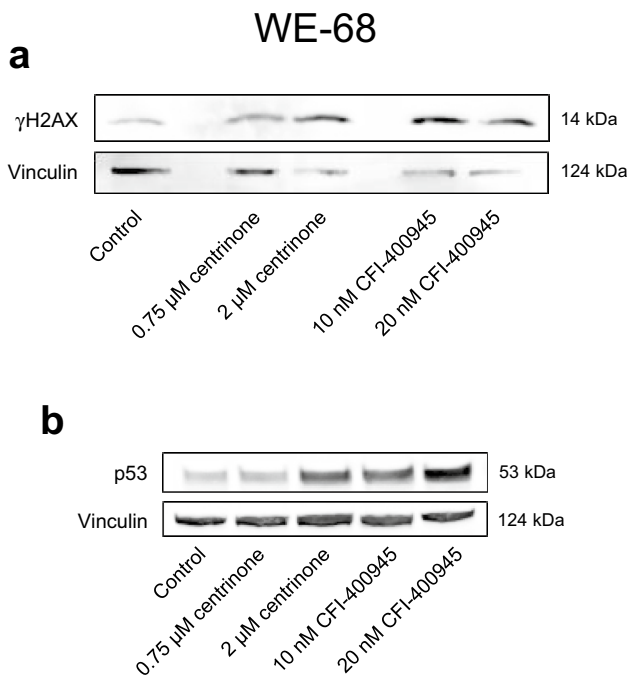 WE-68
a
γH2AX
14 kDa
Vinculin
124 kDa
Control
0.75 µM centrinone
2 µM centrinone
10 nM CFI-400945
20 nM CFI-400945
b
p53
53 kDa
Vinculin
124 kDa
Control
0.75 µM centrinone
2 µM centrinone
10 nM CFI-400945
20 nM CFI-400945